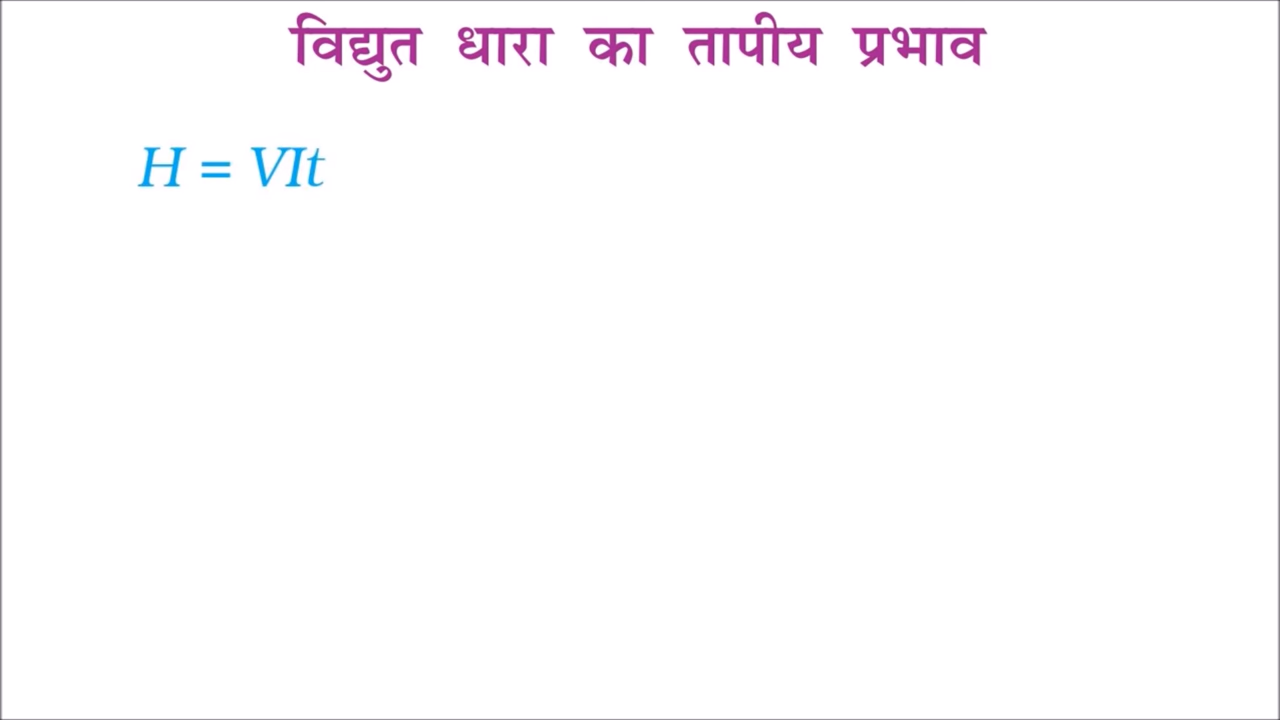 विद्युत धारा का तापीय प्रभाव
H = VIt